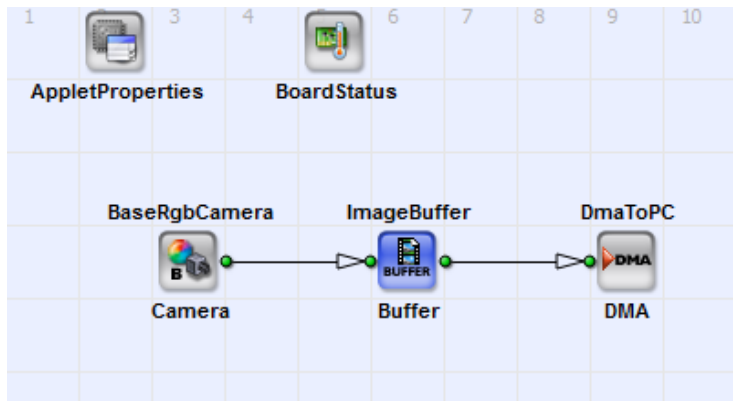 1 3 4 6 7 8 9 10
AppletProperties BoardStatus
BaseRgbCamera ImageBuffer DmaToPC
B BUFFER DMA
Camera Buffer DMA